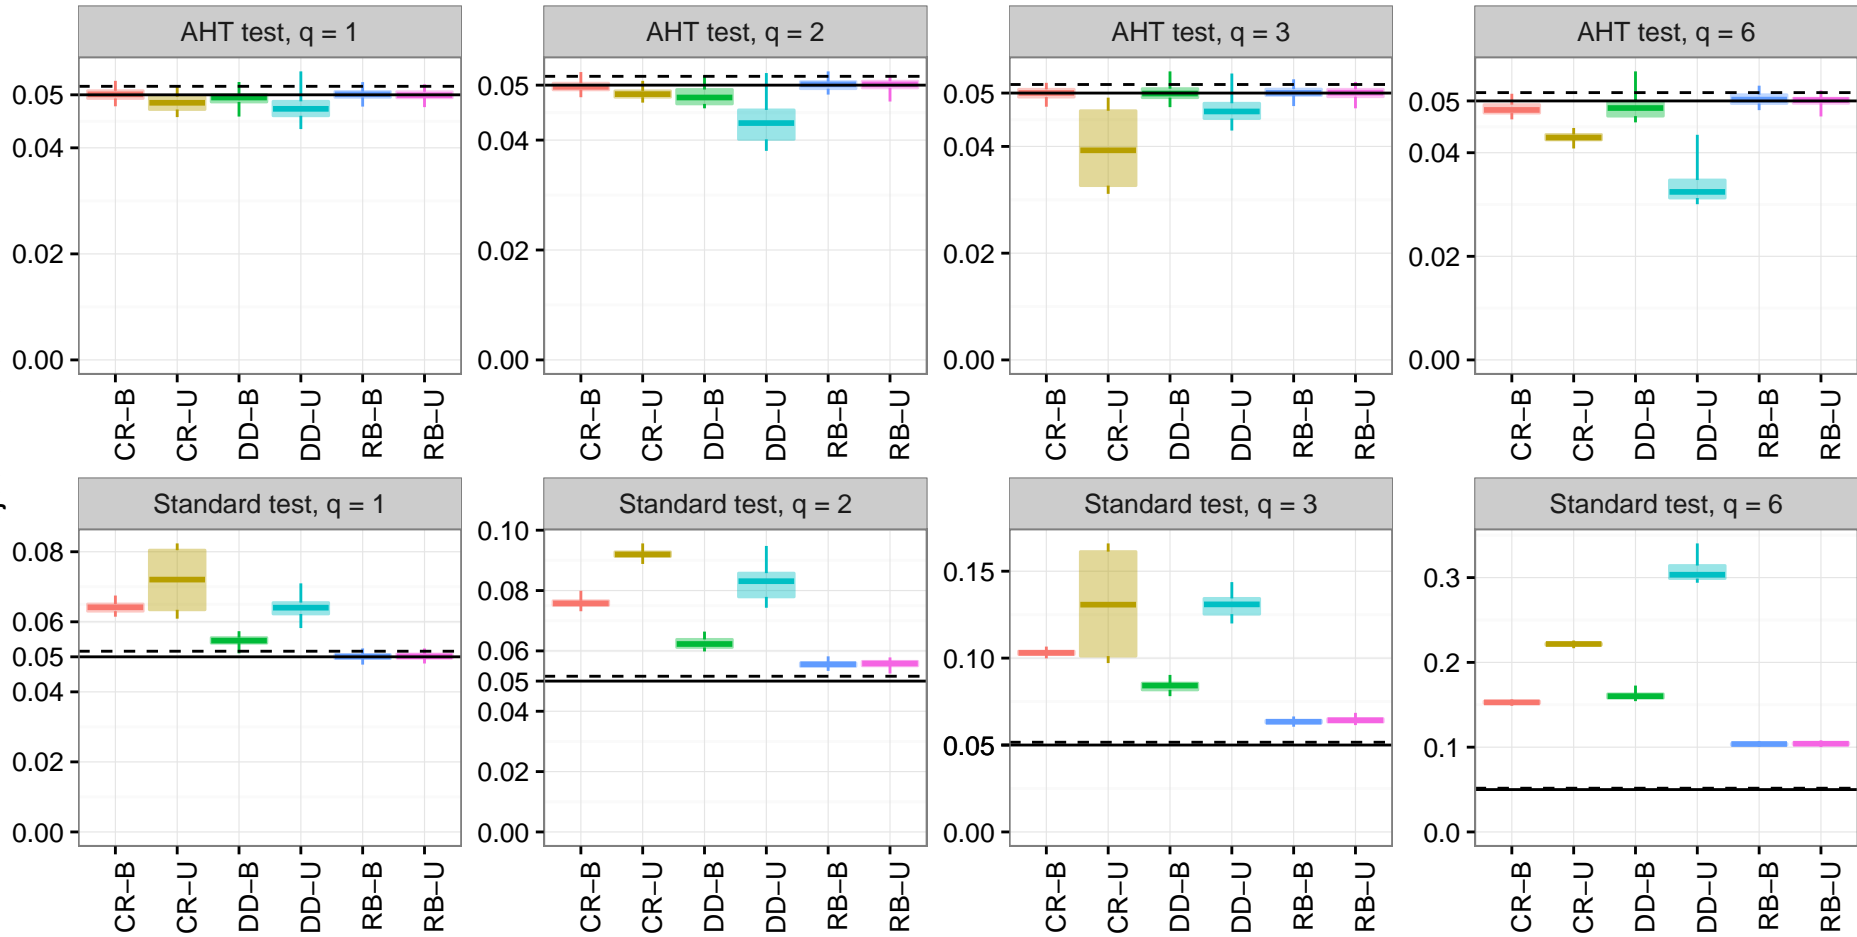 AHT test, q = 1
AHT test, q = 2
AHT test, q = 3
AHT test, q = 6
0.05
0.04
0.02
0.00
0.05
0.04
0.02
0.00
0.05
0.04
0.02
0.00
0.05
0.04
0.02
0.00
CR−B CR−U DD−B DD−U RB−B RB−U
CR−B CR−U DD−B DD−U RB−B RB−U
CR−B CR−U DD−B DD−U RB−B RB−U
CR−B CR−U DD−B DD−U RB−B RB−U
Standard test, q = 1
Standard test, q = 2
Standard test, q = 3
Standard test, q = 6
0.08
0.06
0.05
0.04
0.02
0.00
0.10
0.08
0.06
0.05
0.04
0.02
0.00
0.15
0.10
0.05
0.00
0.3
0.2
0.1
0.0
CR−B CR−U DD−B DD−U RB−B RB−U
CR−B CR−U DD−B DD−U RB−B RB−U
CR−B CR−U DD−B DD−U RB−B RB−U
CR−B CR−U DD−B DD−U RB−B RB−U